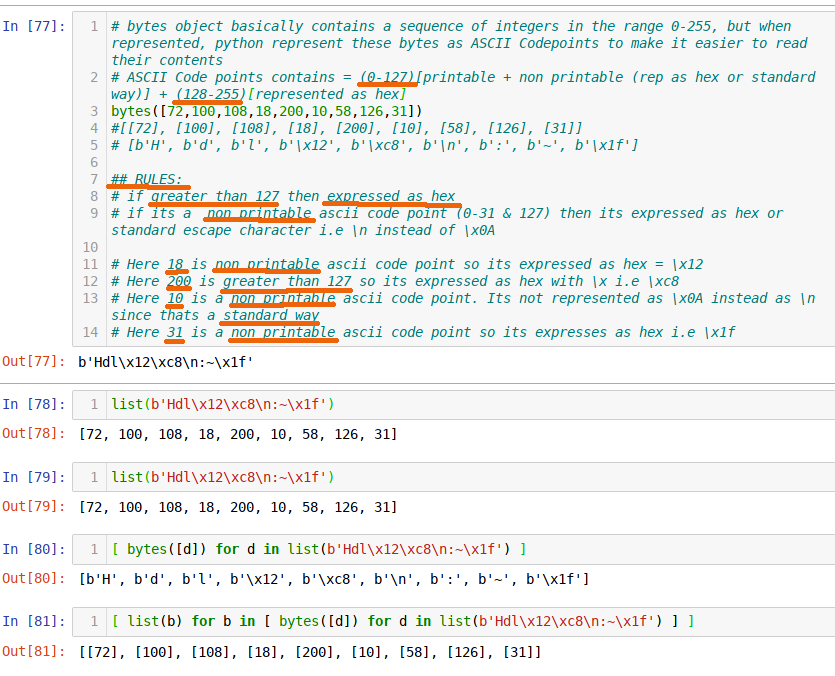 In [77]:
1 # bytes object basically contains a sequence of integers in the range 0-255, but when
represented, python represent these bytes as ASCII Codepoints to make it easier to read
their contents
2 # ASCII Code points contains = (0-127)[printable + non printable (rep as hex or standard
way)] + (128-255)[represented as hex]
3 bytes([72,100,108,18,200,10,58,126,31])
4 #[[72], [100], [108], [18], [200], [10], [58], [126], [31]]
5 # [b'H', b'd', b'l', b'\x12', b'\xc8', b'\n', b':', b'~', b'\x1f']
6
7 ## RULES:
8 # if greater than 127 then expressed as hex
9 # if its a  non printable ascii code point (0-31 & 127) then its expressed as hex or
standard escape character i.e \n instead of \x0A
10
11 # Here 18 is non printable ascii code point so its expressed as hex = \x12
12 # Here 200 is greater than 127 so its expressed as hex with \x i.e \xc8
13 # Here 10 is a non printable ascii code point. Its not represented as \x0A instead as \n
since thats a standard way
14 # Here 31 is a non printable ascii code point so its expresses as hex i.e \x1f
Out[77]: b'Hdl\x12\xc8\n:~\x1f'
In [78]: 1 list(b'Hdl\x12\xc8\n:~\x1f')
Out[78]: [72, 100, 108, 18, 200, 10, 58, 126, 31]
In [79]: 1 list(b'Hdl\x12\xc8\n:~\x1f')
Out[79]: [72, 100, 108, 18, 200, 10, 58, 126, 31]
In [80]: 1 [ bytes([d]) for d in list(b'Hdl\x12\xc8\n:~\x1f') ]
Out[80]: [b'H', b'd', b'l', b'\x12', b'\xc8', b'\n', b':', b'~', b'\x1f']
In [81]: 1 [ list(b) for b in [ bytes([d]) for d in list(b'Hdl\x12\xc8\n:~\x1f') ] ]
Out[81]: [[72], [100], [108], [18], [200], [10], [58], [126], [31]]